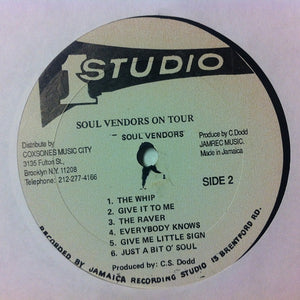 1 STUDIO
SOUL VENDORS ON TOUR
SOUL VENDORS
Distribute by
COXSONES MUSIC CITY
3135 Fulton St.,
Brooklyn N.Y. 11208
Telephone: 212-277-4166
Produce by C.Dodd
JAMREC MUSIC.
Made in Jamaica
SIDE 2
1. THE WHIP
2. GIVE IT TO ME
3. THE RAVER
4. EVERYBODY KNOWS
5. GIVE ME LITTLE SIGN
6. JUST A BIT O' SOUL
Produced by: C.S. Dodd
RECORDED BY JAMAICA RECORDING STUDIO 13 BRENTFORD RD.